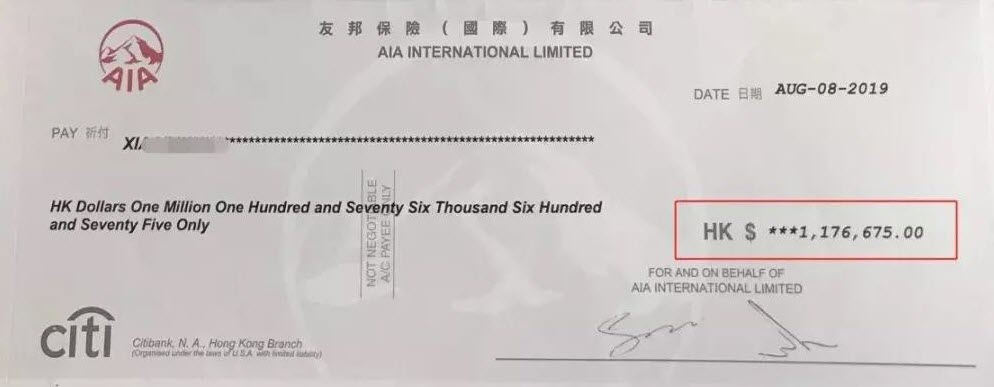 友邦保險(國際)有限公司
AIA INTERNATIONAL LIMITED
AIA
DATE 日期 AUG-08-2019
PAY 祈付 XI ****************************************************
NOT NEGOTIABLE
A/C PAYEE ONLY
HK Dollars One Million One Hundred and Seventy Six Thousand Six Hundred
and Seventy Five Only
HK $ ***1,176,675.00
FOR AND ON BEHALF OF
AIA INTERNATIONAL LIMITED
citi
Citibank, N. A., Hong Kong Branch
(Organised under the laws of U.S.A. with limited liability)